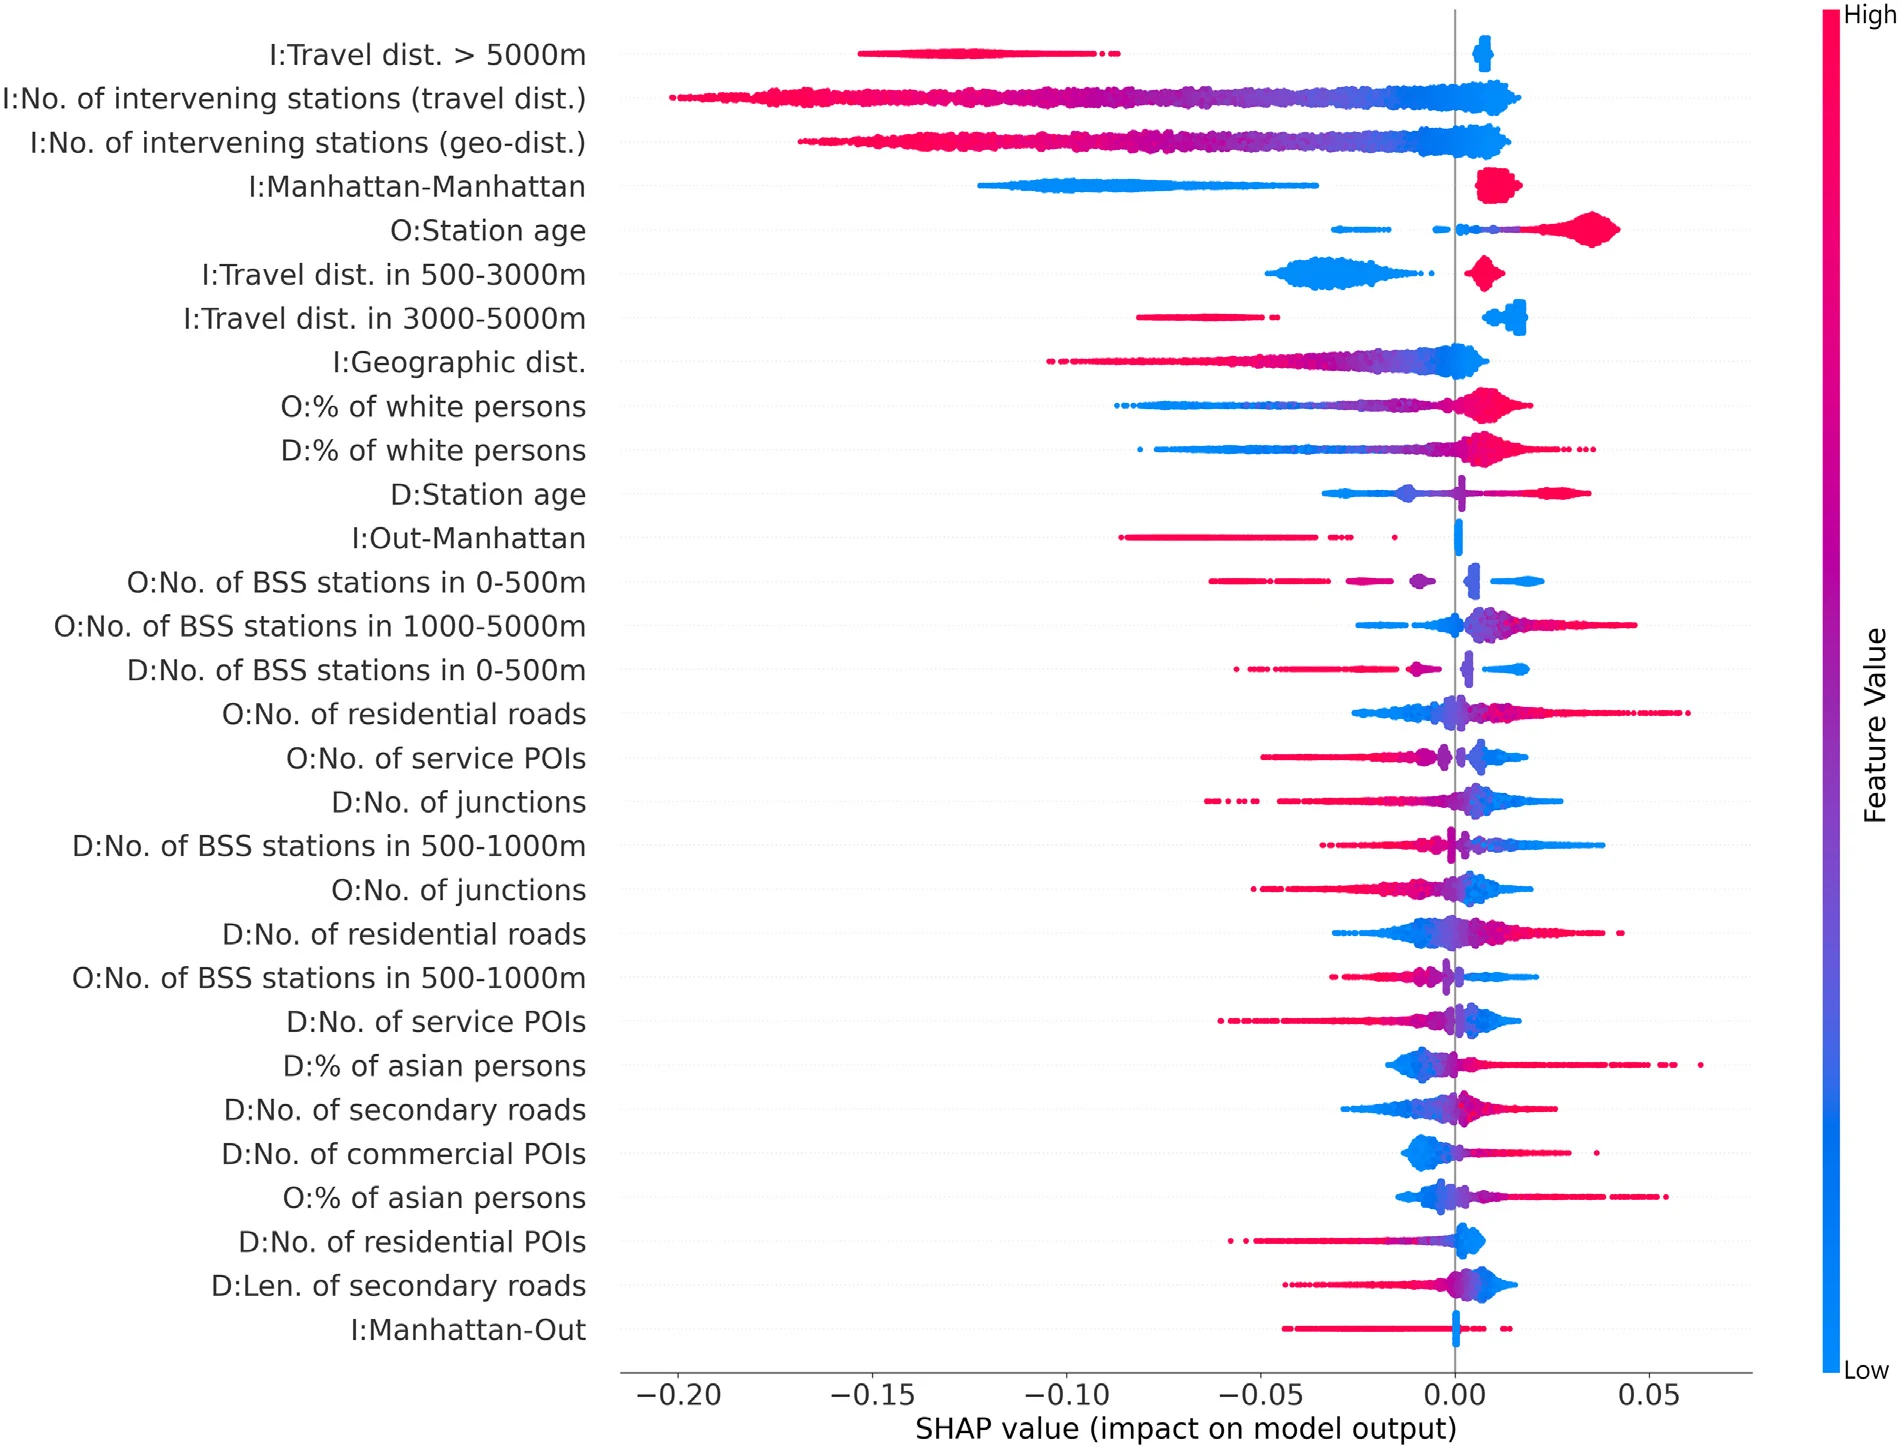 High
I:Travel dist. > 5000m
I:No. of intervening stations (travel dist.)
I:No. of intervening stations (geo-dist.)
I:Manhattan-Manhattan
O:Station age
I:Travel dist. in 500-3000m
I:Travel dist. in 3000-5000m
I:Geographic dist.
O:% of white persons
D:% of white persons
D:Station age
I:Out-Manhattan
O:No. of BSS stations in 0-500m
O:No. of BSS stations in 1000-5000m
D:No. of BSS stations in 0-500m
O:No. of residential roads
O:No. of service POIs
D:No. of junctions
D:No. of BSS stations in 500-1000m
O:No. of junctions
D:No. of residential roads
O:No. of BSS stations in 500-1000m
D:No. of service POIs
D:% of asian persons
D:No. of secondary roads
D:No. of commercial POIs
O:% of asian persons
D:No. of residential POIs
D:Len. of secondary roads
I:Manhattan-Out
Feature Value
Low
−0.20 −0.15 −0.10 −0.05 0.00 0.05
SHAP value (impact on model output)